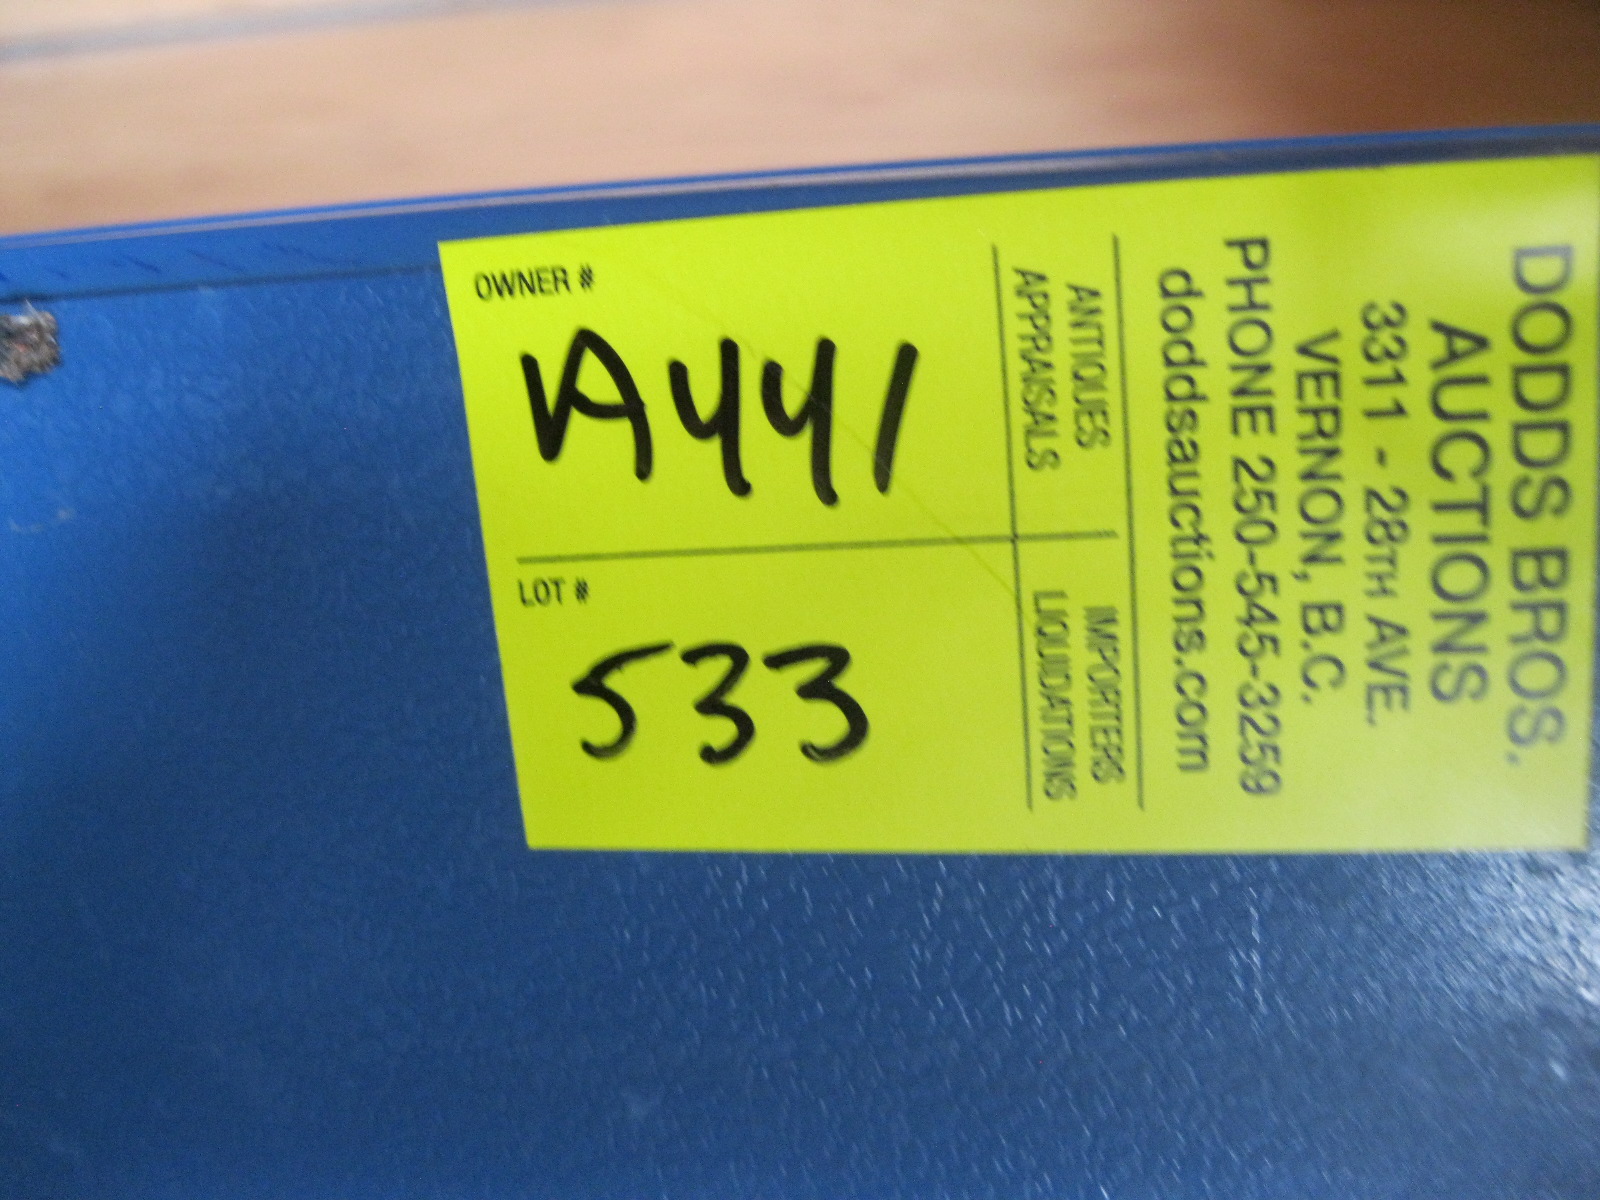 DODDS BROS.
AUCTIONS
3311 - 28TH AVE.
VERNON, B.C.
PHONE 250-545-3259
doddsauctions.com
ANTIQUES
APPRAISALS
IMPORTERS
LIQUIDATIONS
OWNER #
A441
LOT #
533